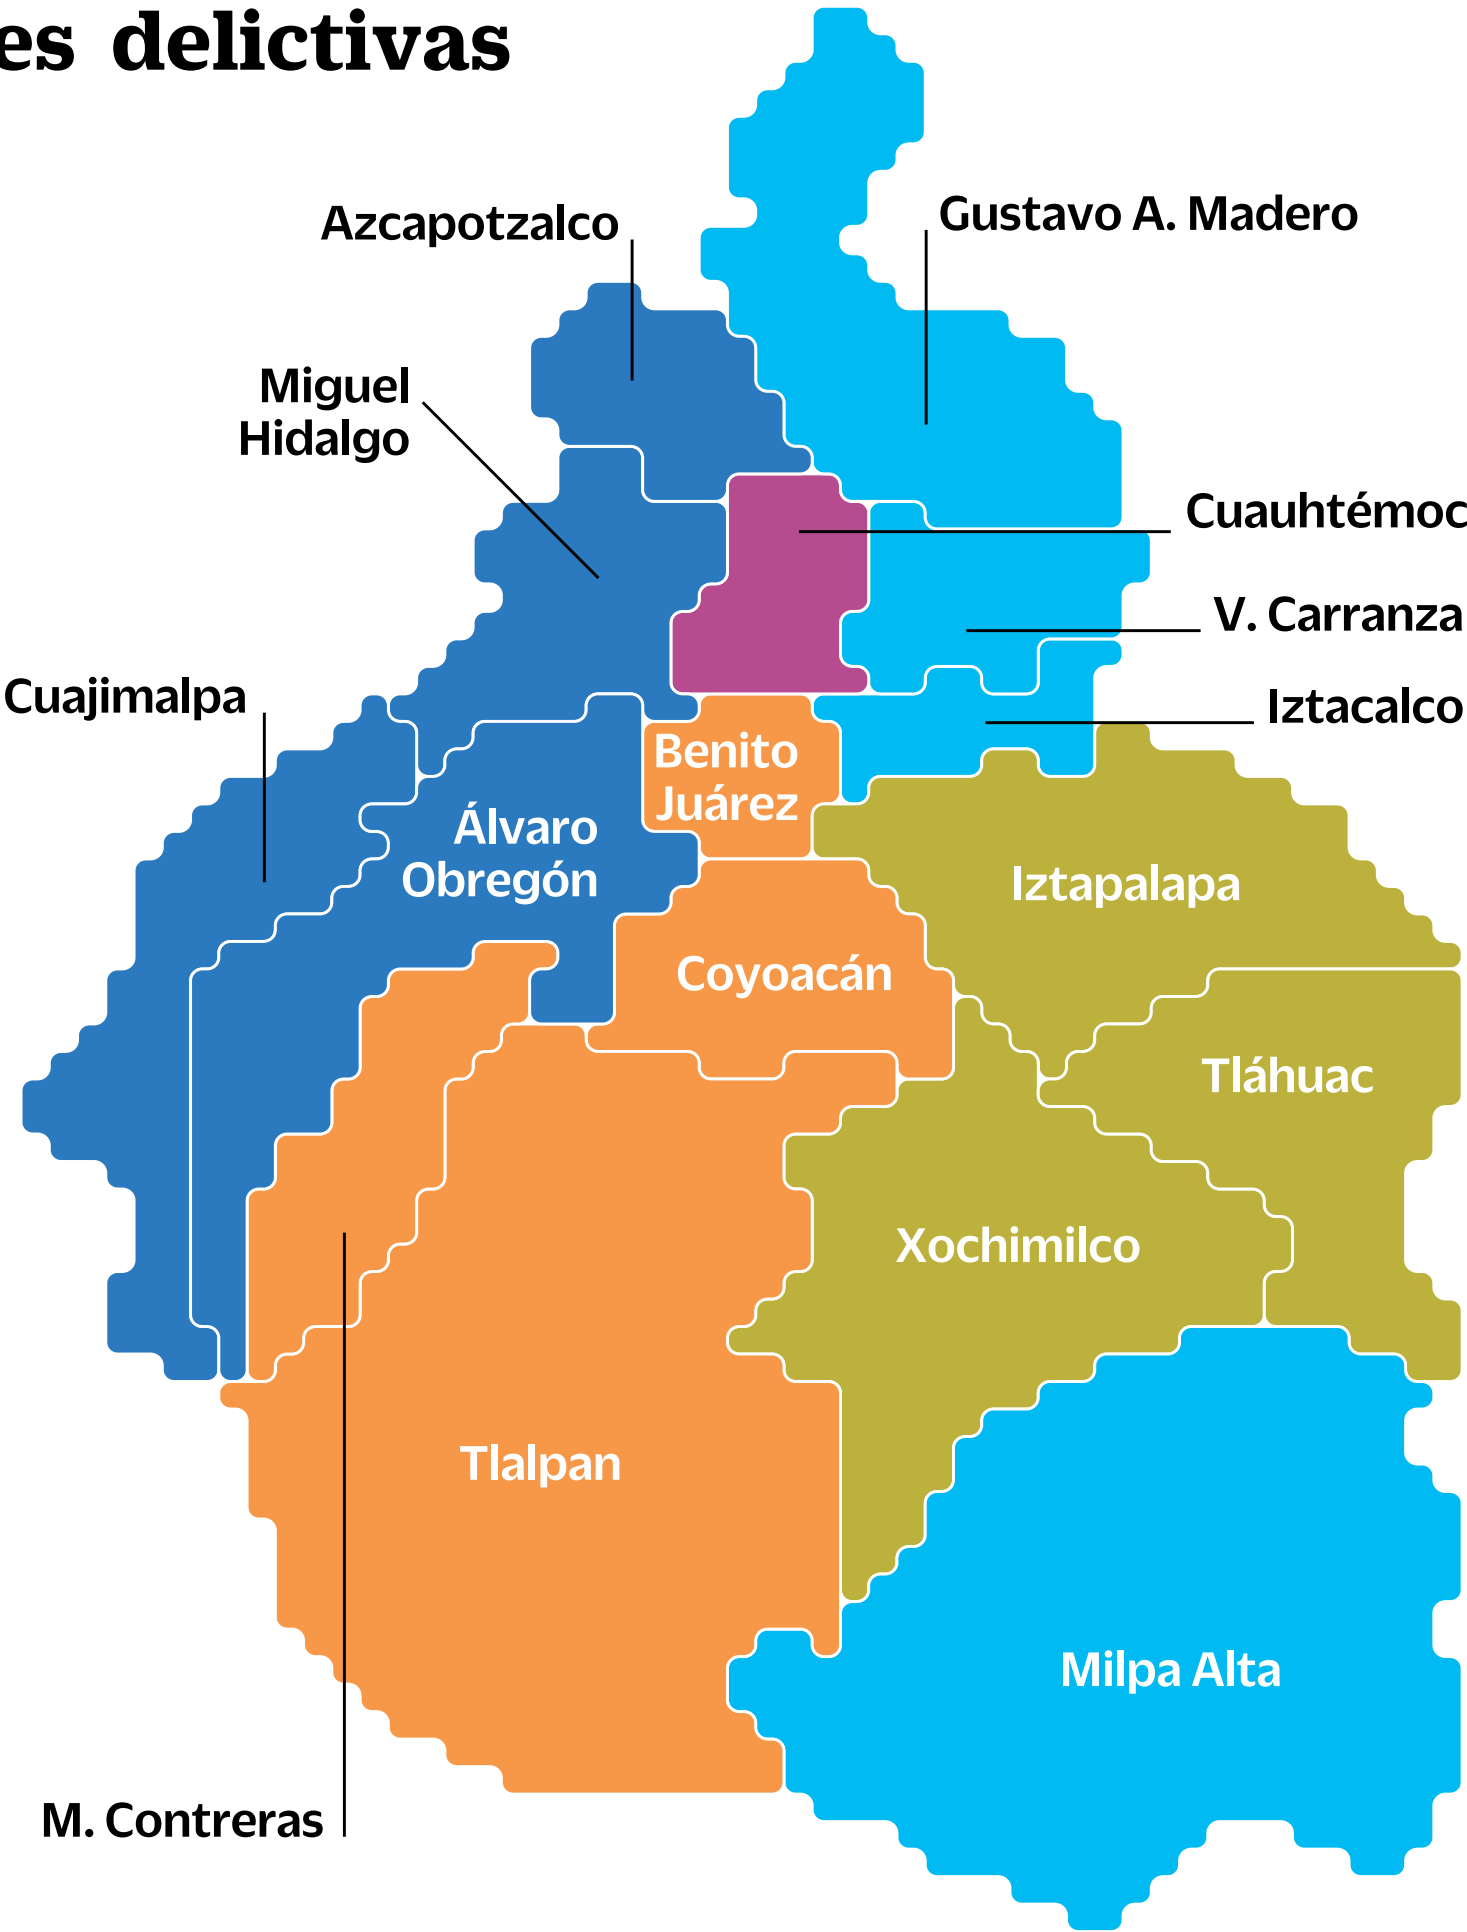 es delictivas
Azcapotzalco
Gustavo A. Madero
Miguel
Hidalgo
Cuauhtémoc
V. Carranza
Cuajimalpa
Iztacalco
Benito
Juárez
Álvaro
Obregón
Iztapalapa
Coyoacán
Tláhuac
Xochimilco
Tlalpan
Milpa Alta
M. Contreras